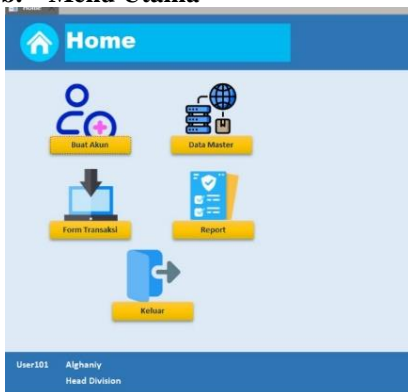 b. Menu Utama
Home
Home
Buat Akun
Data Master
Form Transaksi
Report
Keluar
User101 Alghaniy
Head Division